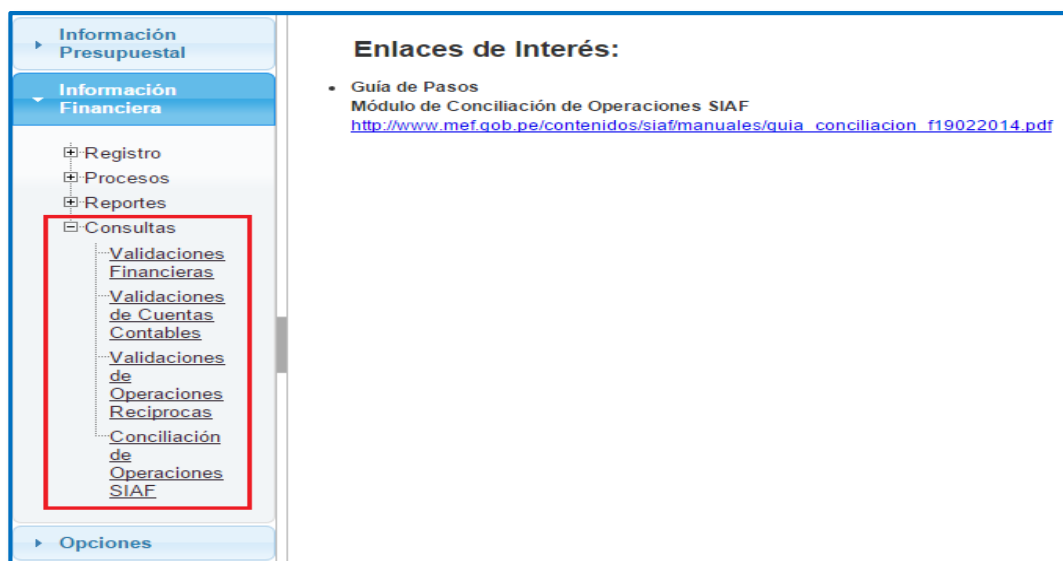 Información
Presupuestal
Información
Financiera
Registro
Procesos
Reportes
Consultas
Validaciones
Financieras
Validaciones
de Cuentas
Contables
Validaciones
de
Operaciones
Reciprocas
Conciliación
de
Operaciones
SIAF
Opciones
Enlaces de Interés:
• Guía de Pasos
Módulo de Conciliación de Operaciones SIAF
http://www.mef.gob.pe/contenidos/siaf/manuales/guia_conciliacion_f19022014.pdf